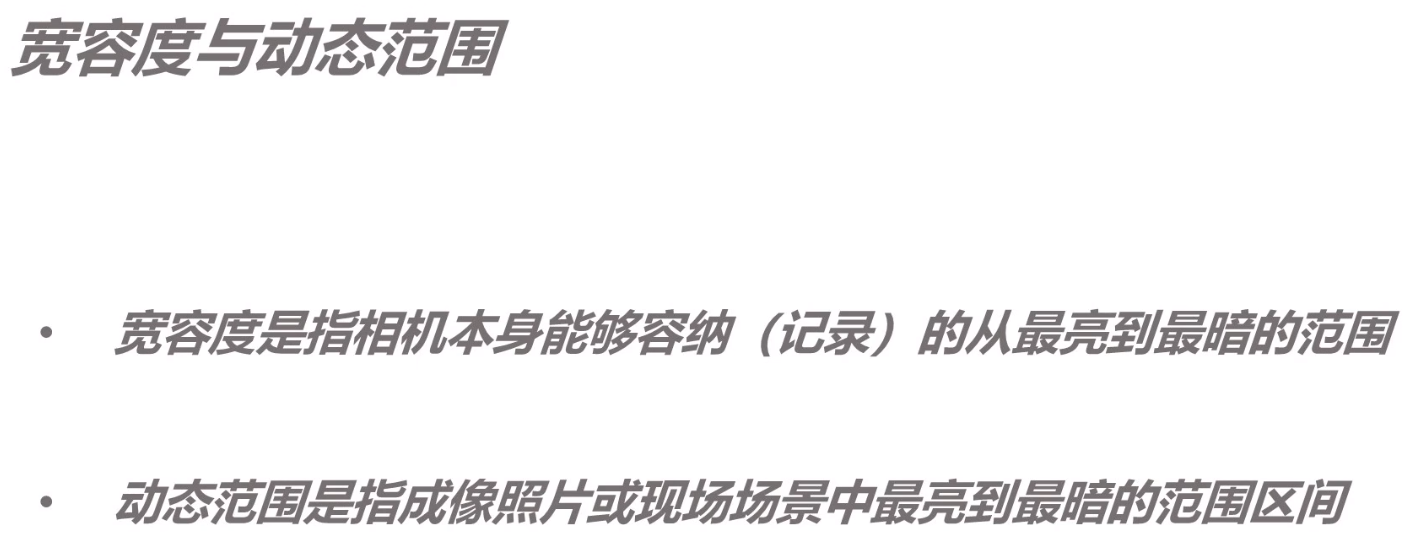 宽容度与动态范围
• 宽容度是指相机本身能够容纳（记录）的从最亮到最暗的范围
• 动态范围是指成像照片或现场场景中最亮到最暗的范围区间